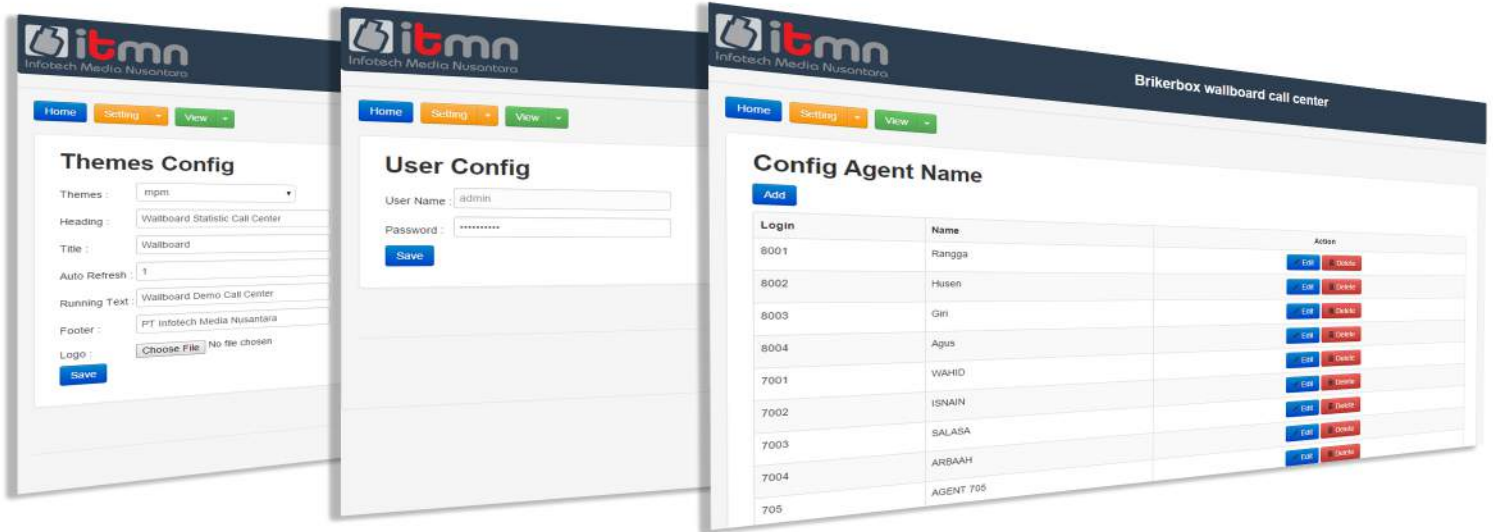 itmn
Infotech Media Nusantara
Home Setting View
Themes Config
Themes : mpm
Heading : Wallboard Statistic Call Center
Title : Wallboard
Auto Refresh : 1
Running Text : Wallboard Demo Call Center
Footer : PT Infotech Media Nusantara
Logo : Choose File No file chosen
Save
itmn
Infotech Media Nusantara
Home Setting View
User Config
User Name : admin
Password : ••••••••••
Save
itmn
Infotech Media Nusantara
Brikerbox wallboard call center
Home Setting View
Config Agent Name
Add
Login Name Action
8001 Rangga Edit Delete
8002 Husen Edit Delete
8003 Giri Edit Delete
8004 Agus Edit Delete
7001 WAHID Edit Delete
7002 ISNAIN Edit Delete
7003 SALASA Edit Delete
7004 ARBAAH Edit Delete
705 AGENT 705 Edit Delete